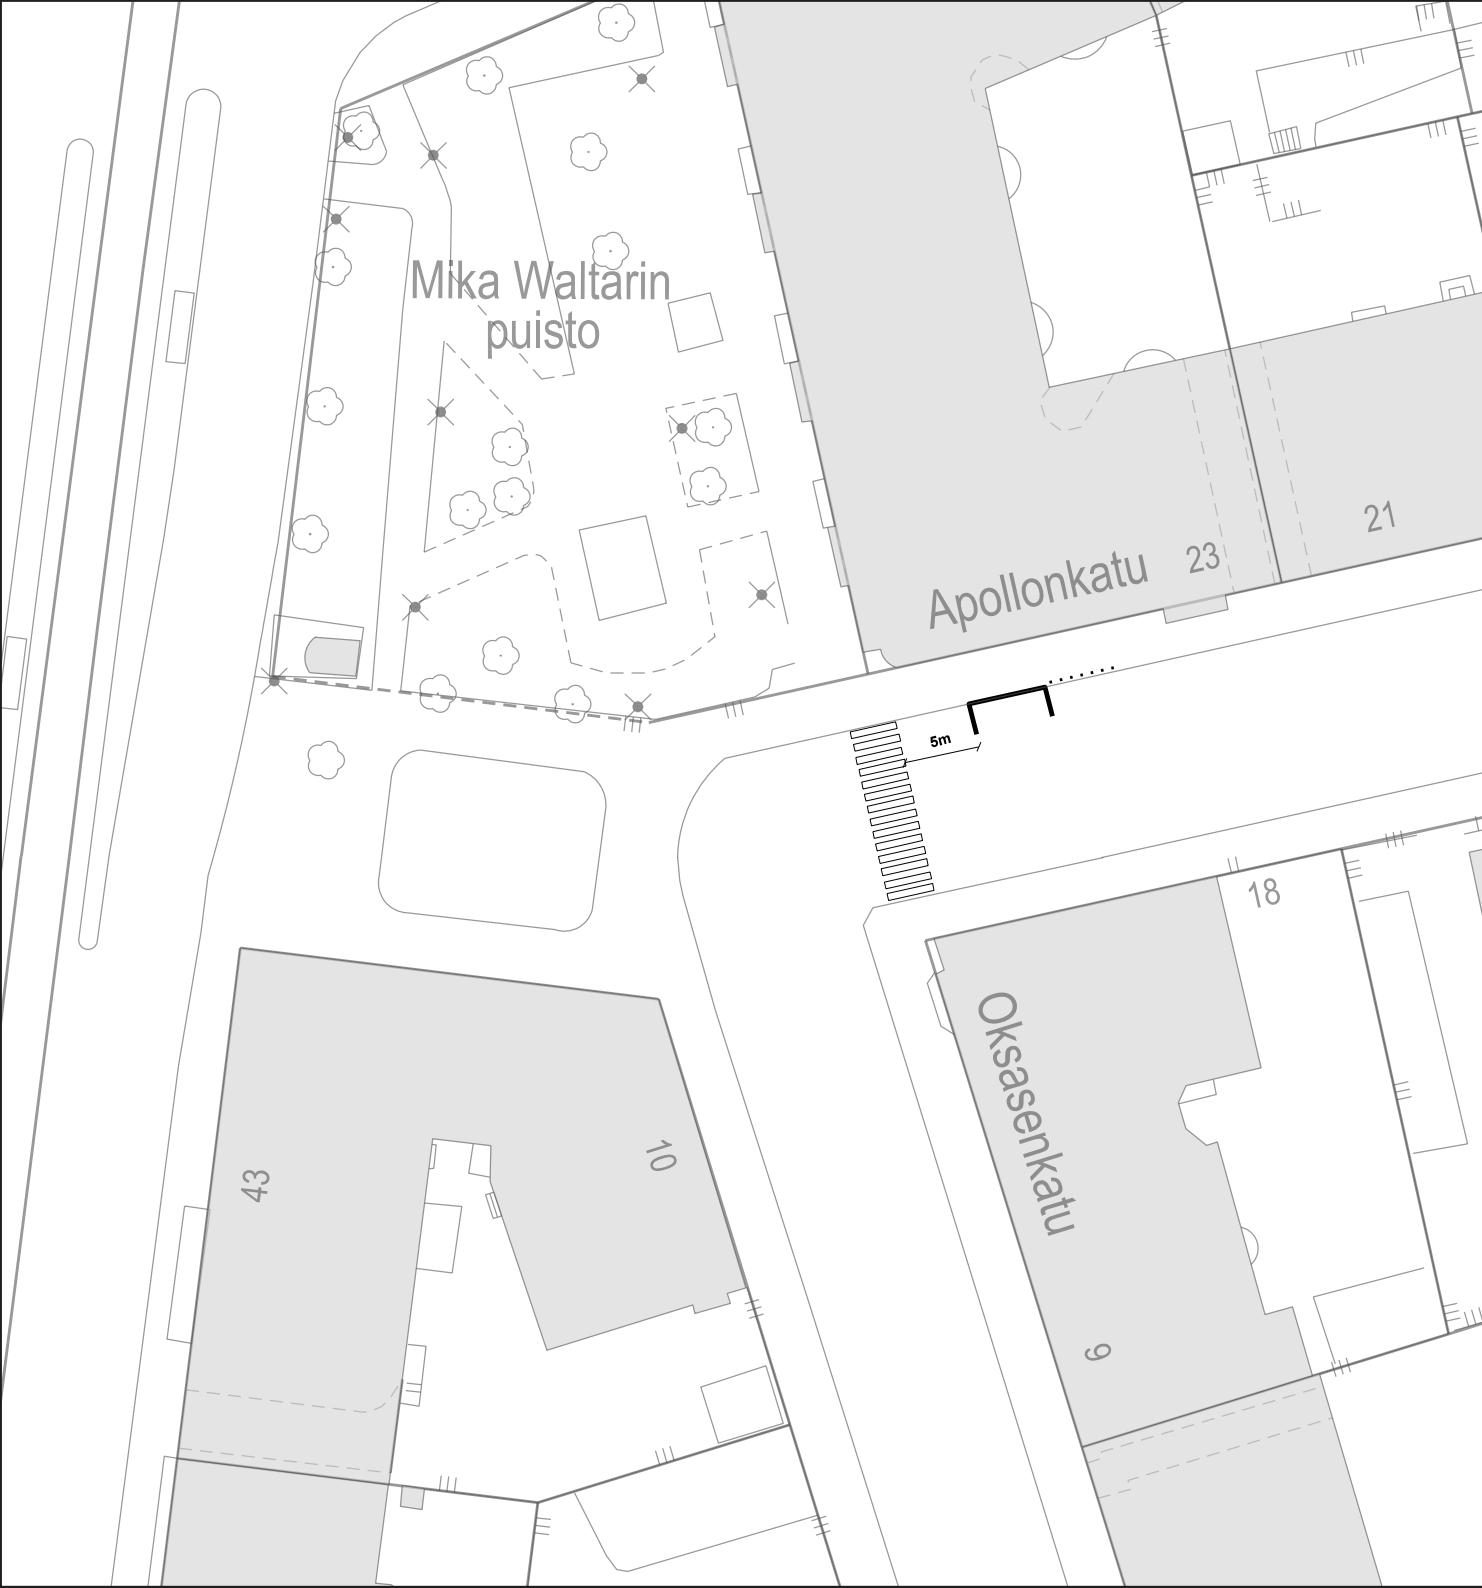 MIka Waltarin
puisto
Apollonkatu
23
21
5m
18
Oksasenkatu
10
43
9